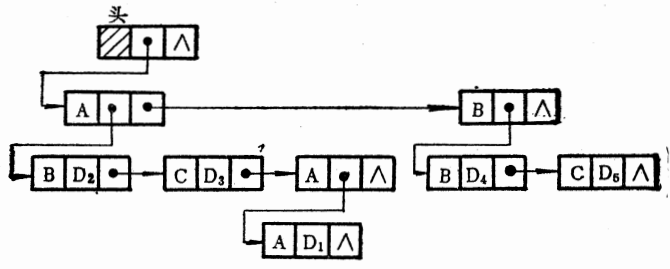 头
∧
A B ∧
B D₂ C D₃ A ∧ B D₄ C D₅ ∧
A D₁ ∧